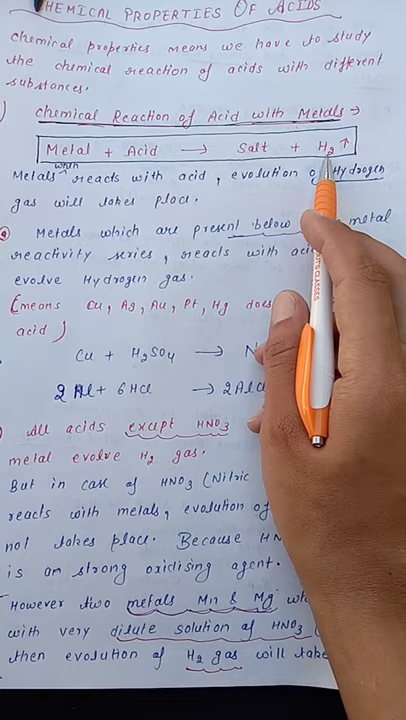 CHEMICAL PROPERTIES OF ACIDS
chemical properties means we have to study
the chemical reaction of acids with different
substances.
chemical Reaction of Acid with Metals →
Metal + Acid → Salt + H2 ↑
when
Metals ^ reacts with acid, evolution of Hydrogen
gas will takes place.
Metals which are present below metal
reactivity series, reacts with
evolve Hydrogen gas.
(means Cu, Ag, Au, Pt, Hg does
acid)
Cu + H2SO4 → N
2Al + 6HCl → 2AlCl
All acids except HNO3
metal evolve H2 gas.
But in case of HNO3 (Nitric
reacts with metals, evolution of
not takes place. Because HN
is an strong oxidising agent.
However two metals Mn & Mg
with very dilute solution of HNO3 (
then evolution of H2 gas will take